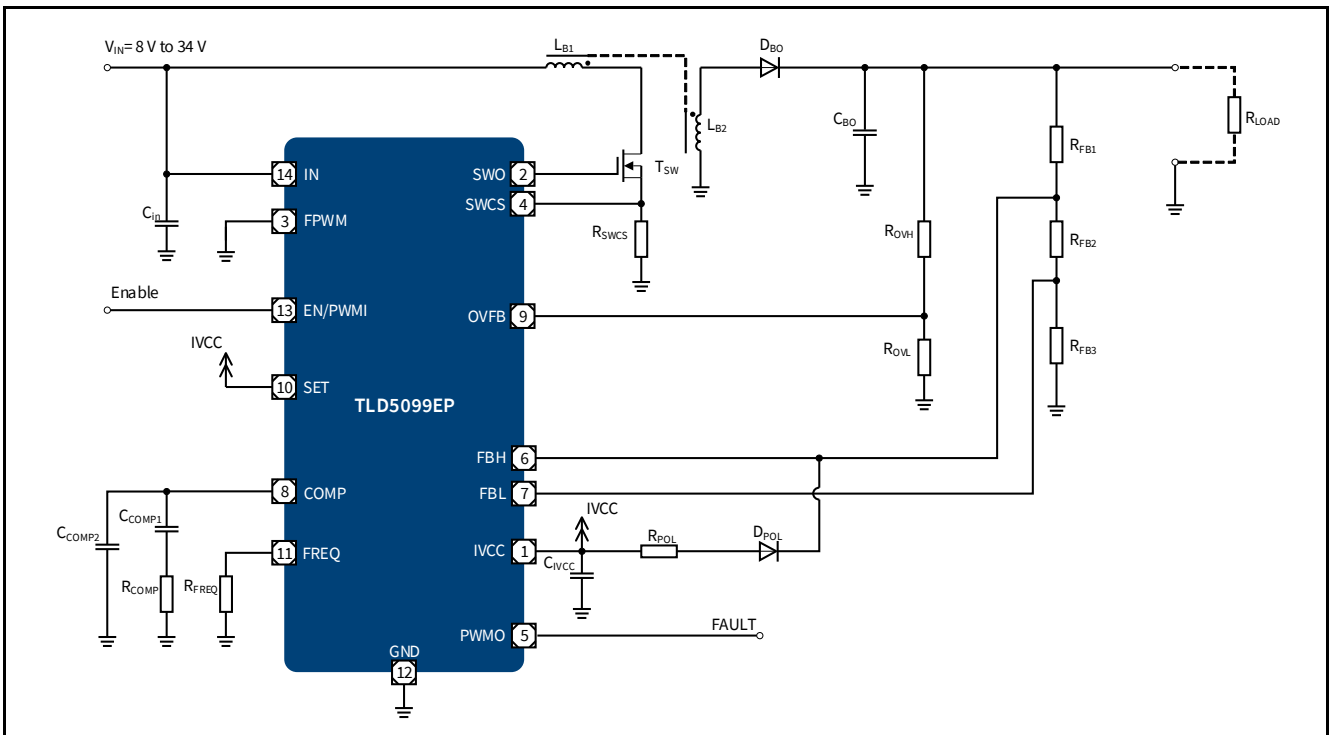 V_IN= 8 V to 34 V
L_B1
D_BO
L_B2
C_BO
R_LOAD
R_FB1
14 IN
SWO 2
T_SW
C_in
3 FPWM
SWCS 4
R_SWCS
R_OVH
R_FB2
Enable
13 EN/PWMI
OVFB 9
IVCC
R_OVL
R_FB3
10 SET
TLD5099EP
FBH 6
8 COMP
FBL 7
C_COMP1
C_COMP2
IVCC
R_POL
D_POL
11 FREQ
IVCC 1
C_IVCC
R_COMP
R_FREQ
FAULT
PWMO 5
GND
12